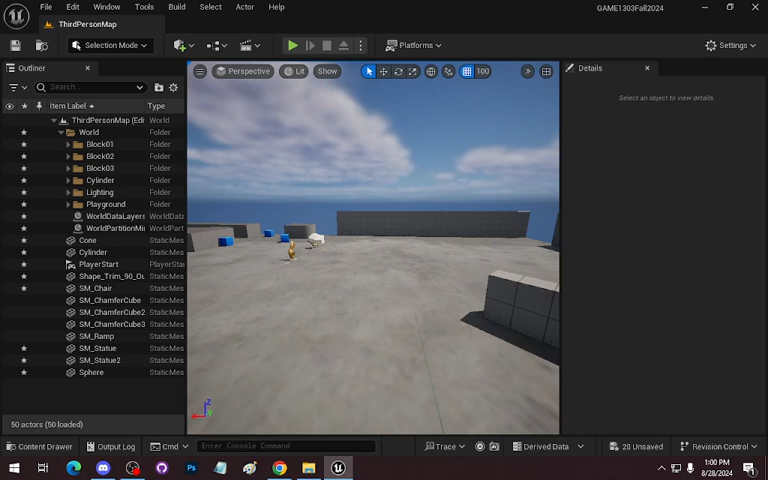 File Edit Window Tools Build Select Actor Help GAME1303Fall2024
ThirdPersonMap
Selection Mode Platforms Settings
Outliner Perspective Lit Show 100 Details
Search...
Select an object to view details.
Item Label Type
ThirdPersonMap (Edi World
World Folder
Block01 Folder
Block02 Folder
Block03 Folder
Cylinder Folder
Lighting Folder
Playground Folder
WorldDataLayers WorldData
WorldPartitionMi WorldParti
Cone StaticMes
Cylinder StaticMes
PlayerStart PlayerStar
Shape_Trim_90_Ou StaticMes
SM_Chair StaticMes
SM_ChamferCube StaticMes
SM_ChamferCube2 StaticMes
SM_ChamferCube3 StaticMes
SM_Ramp StaticMes
SM_Statue StaticMes
SM_Statue2 StaticMes
Sphere StaticMes
Z
50 actors (50 loaded)
Content Drawer Output Log Cmd Enter Console Command Trace Derived Data 28 Unsaved Revision Control
1:00 PM
8/28/2024